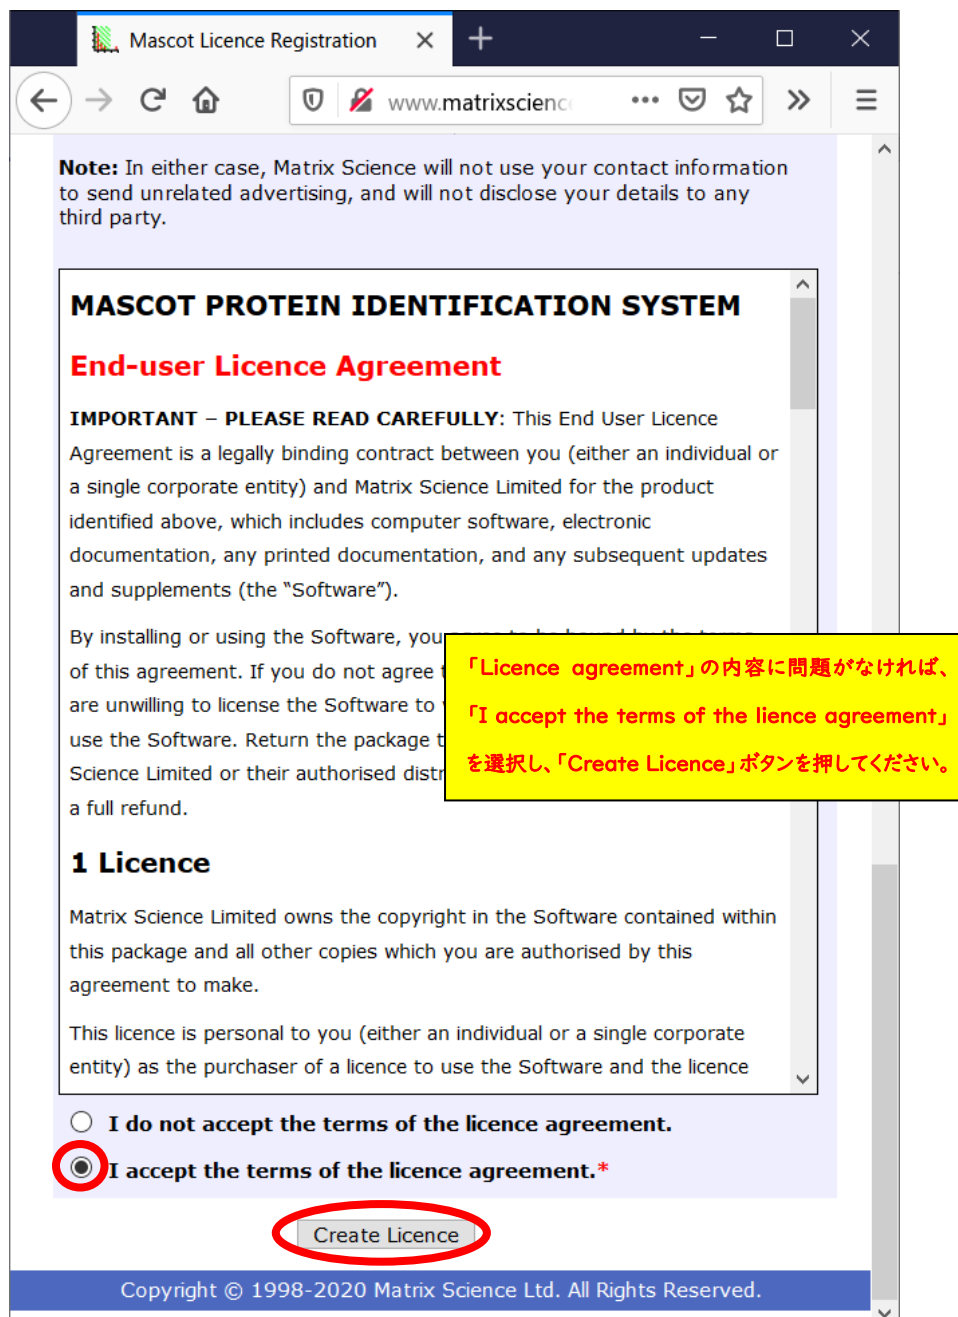 Mascot Licence Registration
www.matrixscienc
Note: In either case, Matrix Science will not use your contact information
to send unrelated advertising, and will not disclose your details to any
third party.
MASCOT PROTEIN IDENTIFICATION SYSTEM
End-user Licence Agreement
IMPORTANT – PLEASE READ CAREFULLY: This End User Licence
Agreement is a legally binding contract between you (either an individual or
a single corporate entity) and Matrix Science Limited for the product
identified above, which includes computer software, electronic
documentation, any printed documentation, and any subsequent updates
and supplements (the “Software”).
By installing or using the Software, you
of this agreement. If you do not agree
are unwilling to license the Software to
use the Software. Return the package
Science Limited or their authorised
a full refund.
「Licence agreement」の内容に問題がなければ、
「I accept the terms of the lience agreement」
を選択し、「Create Licence」ボタンを押してください。
1 Licence
Matrix Science Limited owns the copyright in the Software contained within
this package and all other copies which you are authorised by this
agreement to make.
This licence is personal to you (either an individual or a single corporate
entity) as the purchaser of a licence to use the Software and the licence
I do not accept the terms of the licence agreement.
I accept the terms of the licence agreement.*
Create Licence
Copyright © 1998-2020 Matrix Science Ltd. All Rights Reserved.